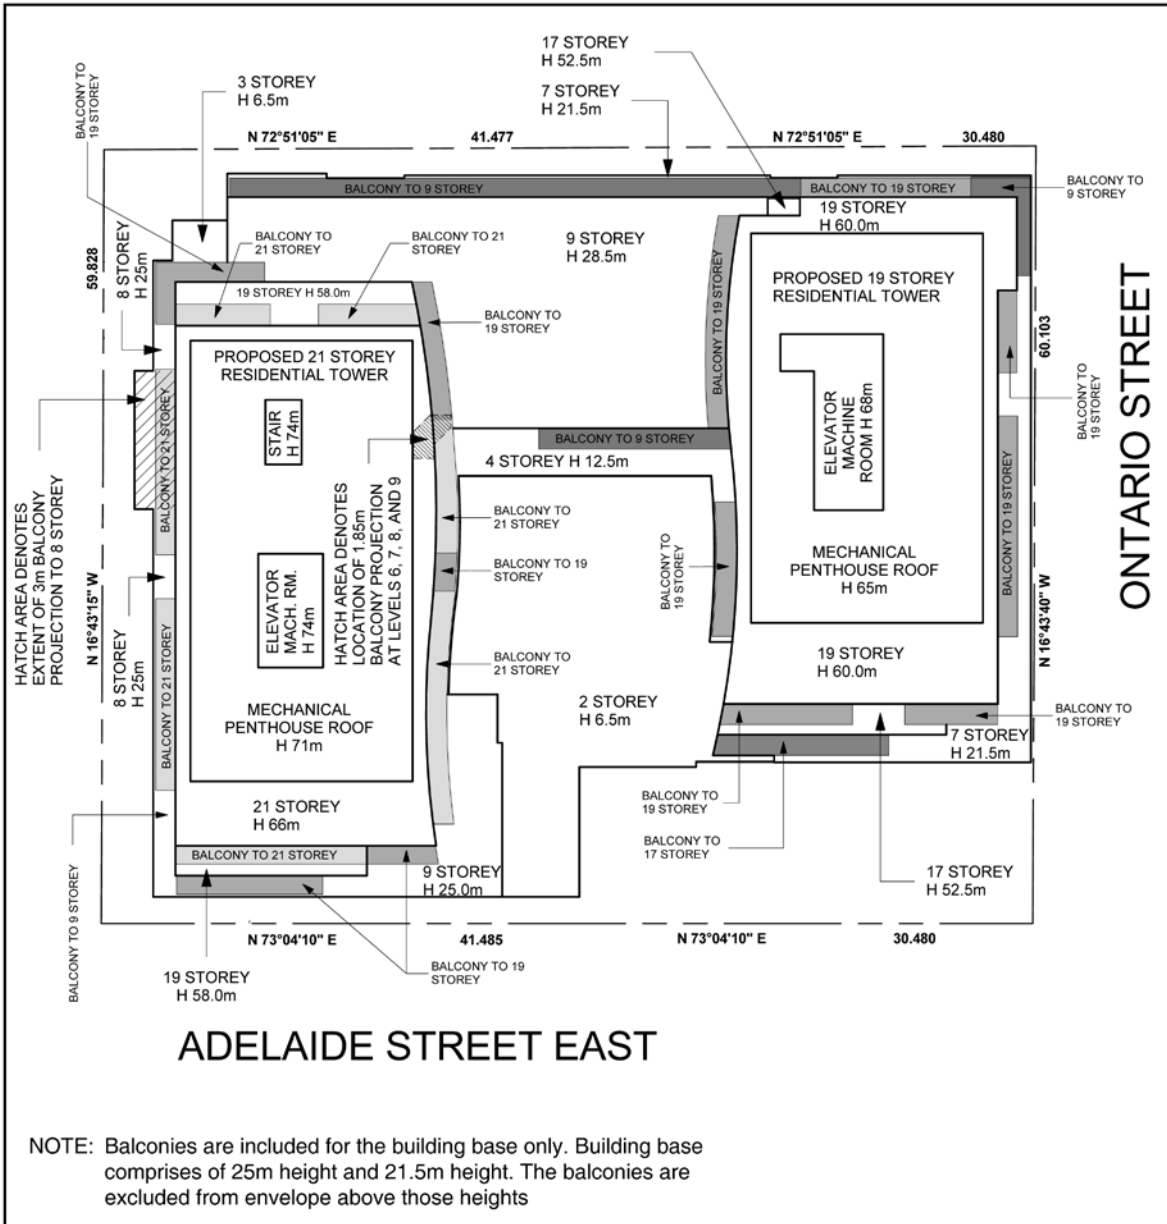 17 STOREY
H 52.5m
7 STOREY
H 21.5m
3 STOREY
H 6.5m
BALCONY TO
19 STOREY
N 72°51'05" E
41.477
N 72°51'05" E
30.480
BALCONY TO 9 STOREY
BALCONY TO 19 STOREY
BALCONY TO
9 STOREY
19 STOREY
H 60.0m
59.828
8 STOREY
H 25m
BALCONY TO
21 STOREY
BALCONY TO 21
STOREY
9 STOREY
H 28.5m
19 STOREY H 58.0m
BALCONY TO
19 STOREY
BALCONY TO 19 STOREY
PROPOSED 19 STOREY
RESIDENTIAL TOWER
60.103
ONTARIO STREET
PROPOSED 21 STOREY
RESIDENTIAL TOWER
STAIR
H 74m
ELEVATOR
MACHINE
ROOM H 68m
BALCONY TO
19 STOREY
BALCONY TO 21 STOREY
HATCH AREA DENOTES
EXTENT OF 3m BALCONY
PROJECTION TO 8 STOREY
HATCH AREA DENOTES
LOCATION OF 1.85m
BALCONY PROJECTION
AT LEVELS 6, 7, 8, AND 9
BALCONY TO 9 STOREY
4 STOREY H 12.5m
BALCONY TO
21 STOREY
BALCONY TO 19
STOREY
BALCONY TO
19 STOREY
BALCONY TO 19 STOREY
MECHANICAL
PENTHOUSE ROOF
H 65m
N 16°43'15" W
N 16°43'40" W
ELEVATOR
MACH. RM.
H 74m
8 STOREY
H 25m
BALCONY TO 21 STOREY
BALCONY TO
21 STOREY
19 STOREY
H 60.0m
MECHANICAL
PENTHOUSE ROOF
H 71m
2 STOREY
H 6.5m
BALCONY TO
19 STOREY
7 STOREY
H 21.5m
21 STOREY
H 66m
BALCONY TO
19 STOREY
BALCONY TO
17 STOREY
BALCONY TO 21 STOREY
9 STOREY
H 25.0m
17 STOREY
H 52.5m
BALCONY TO 9 STOREY
N 73°04'10" E
41.485
N 73°04'10" E
30.480
BALCONY TO 19
STOREY
19 STOREY
H 58.0m
ADELAIDE STREET EAST
NOTE: Balconies are included for the building base only. Building base
comprises of 25m height and 21.5m height. The balconies are
excluded from envelope above those heights